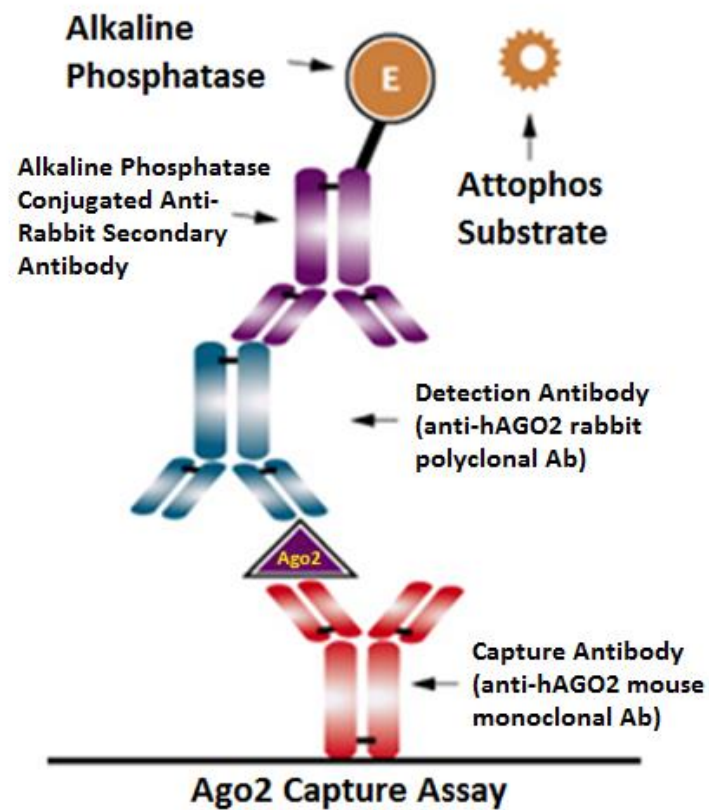 Alkaline
Phosphatase
E
Alkaline Phosphatase
Conjugated Anti-
Rabbit Secondary
Antibody
Attophos
Substrate
Detection Antibody
(anti-hAGO2 rabbit
polyclonal Ab)
Ago2
Capture Antibody
(anti-hAGO2 mouse
monoclonal Ab)
Ago2 Capture Assay